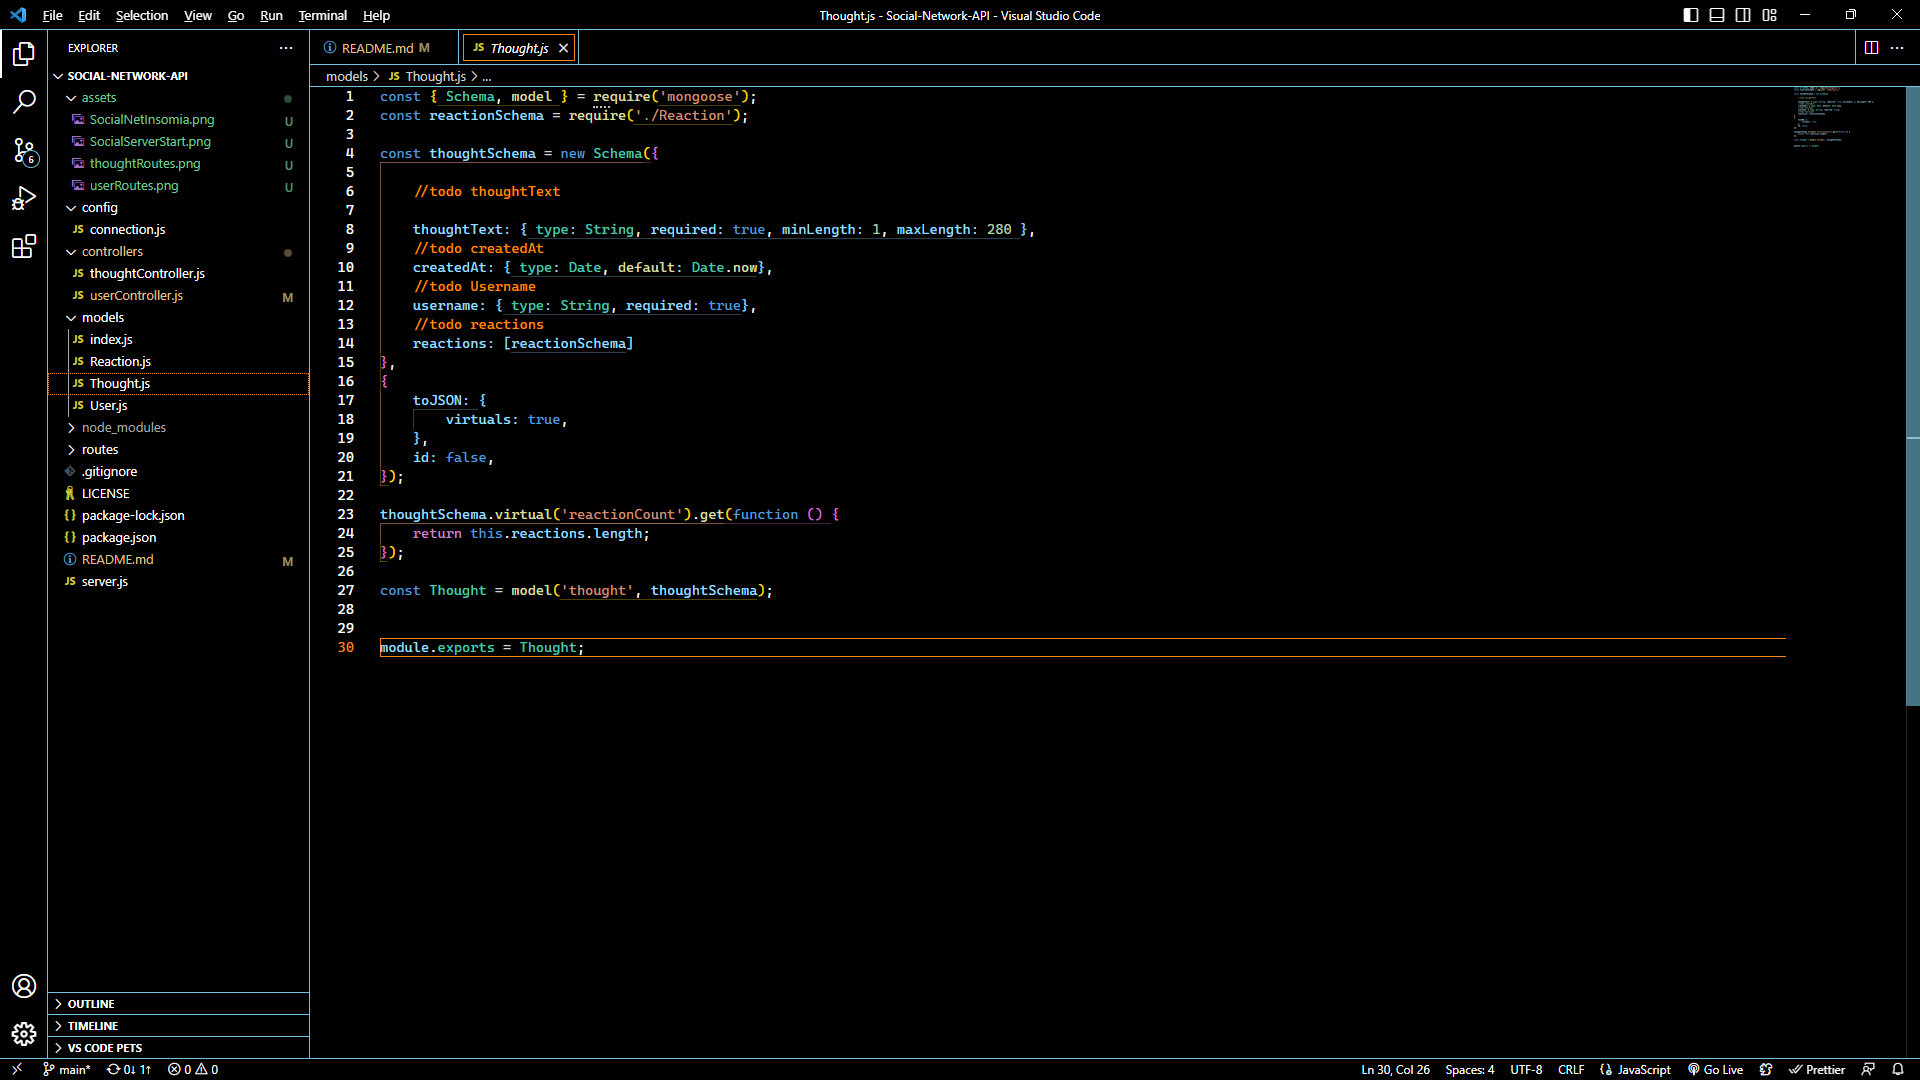 File Edit Selection View Go Run Terminal Help
Thought.js - Social-Network-API - Visual Studio Code
EXPLORER
SOCIAL-NETWORK-API
assets
SocialNetInsomia.png U
SocialServerStart.png U
thoughtRoutes.png U
userRoutes.png U
config
JS connection.js
controllers
JS thoughtController.js
JS userController.js M
models
JS index.js
JS Reaction.js
JS Thought.js
JS User.js
node_modules
routes
.gitignore
LICENSE
{} package-lock.json
{} package.json
README.md M
JS server.js
OUTLINE
TIMELINE
VS CODE PETS
6
README.md M
JS Thought.js
models > JS Thought.js > ...
1 const { Schema, model } = require('mongoose');
2 const reactionSchema = require('./Reaction');
3
4 const thoughtSchema = new Schema({
5
6 //todo thoughtText
7
8 thoughtText: { type: String, required: true, minLength: 1, maxLength: 280 },
9 //todo createdAt
10 createdAt: { type: Date, default: Date.now},
11 //todo Username
12 username: { type: String, required: true},
13 //todo reactions
14 reactions: [reactionSchema]
15 },
16 {
17 toJSON: {
18 virtuals: true,
19 },
20 id: false,
21 });
22
23 thoughtSchema.virtual('reactionCount').get(function () {
24 return this.reactions.length;
25 });
26
27 const Thought = model('thought', thoughtSchema);
28
29
30 module.exports = Thought;
main* 0↓ 1↑ 0 0
Ln 30, Col 26 Spaces: 4 UTF-8 CRLF {} JavaScript Go Live Prettier